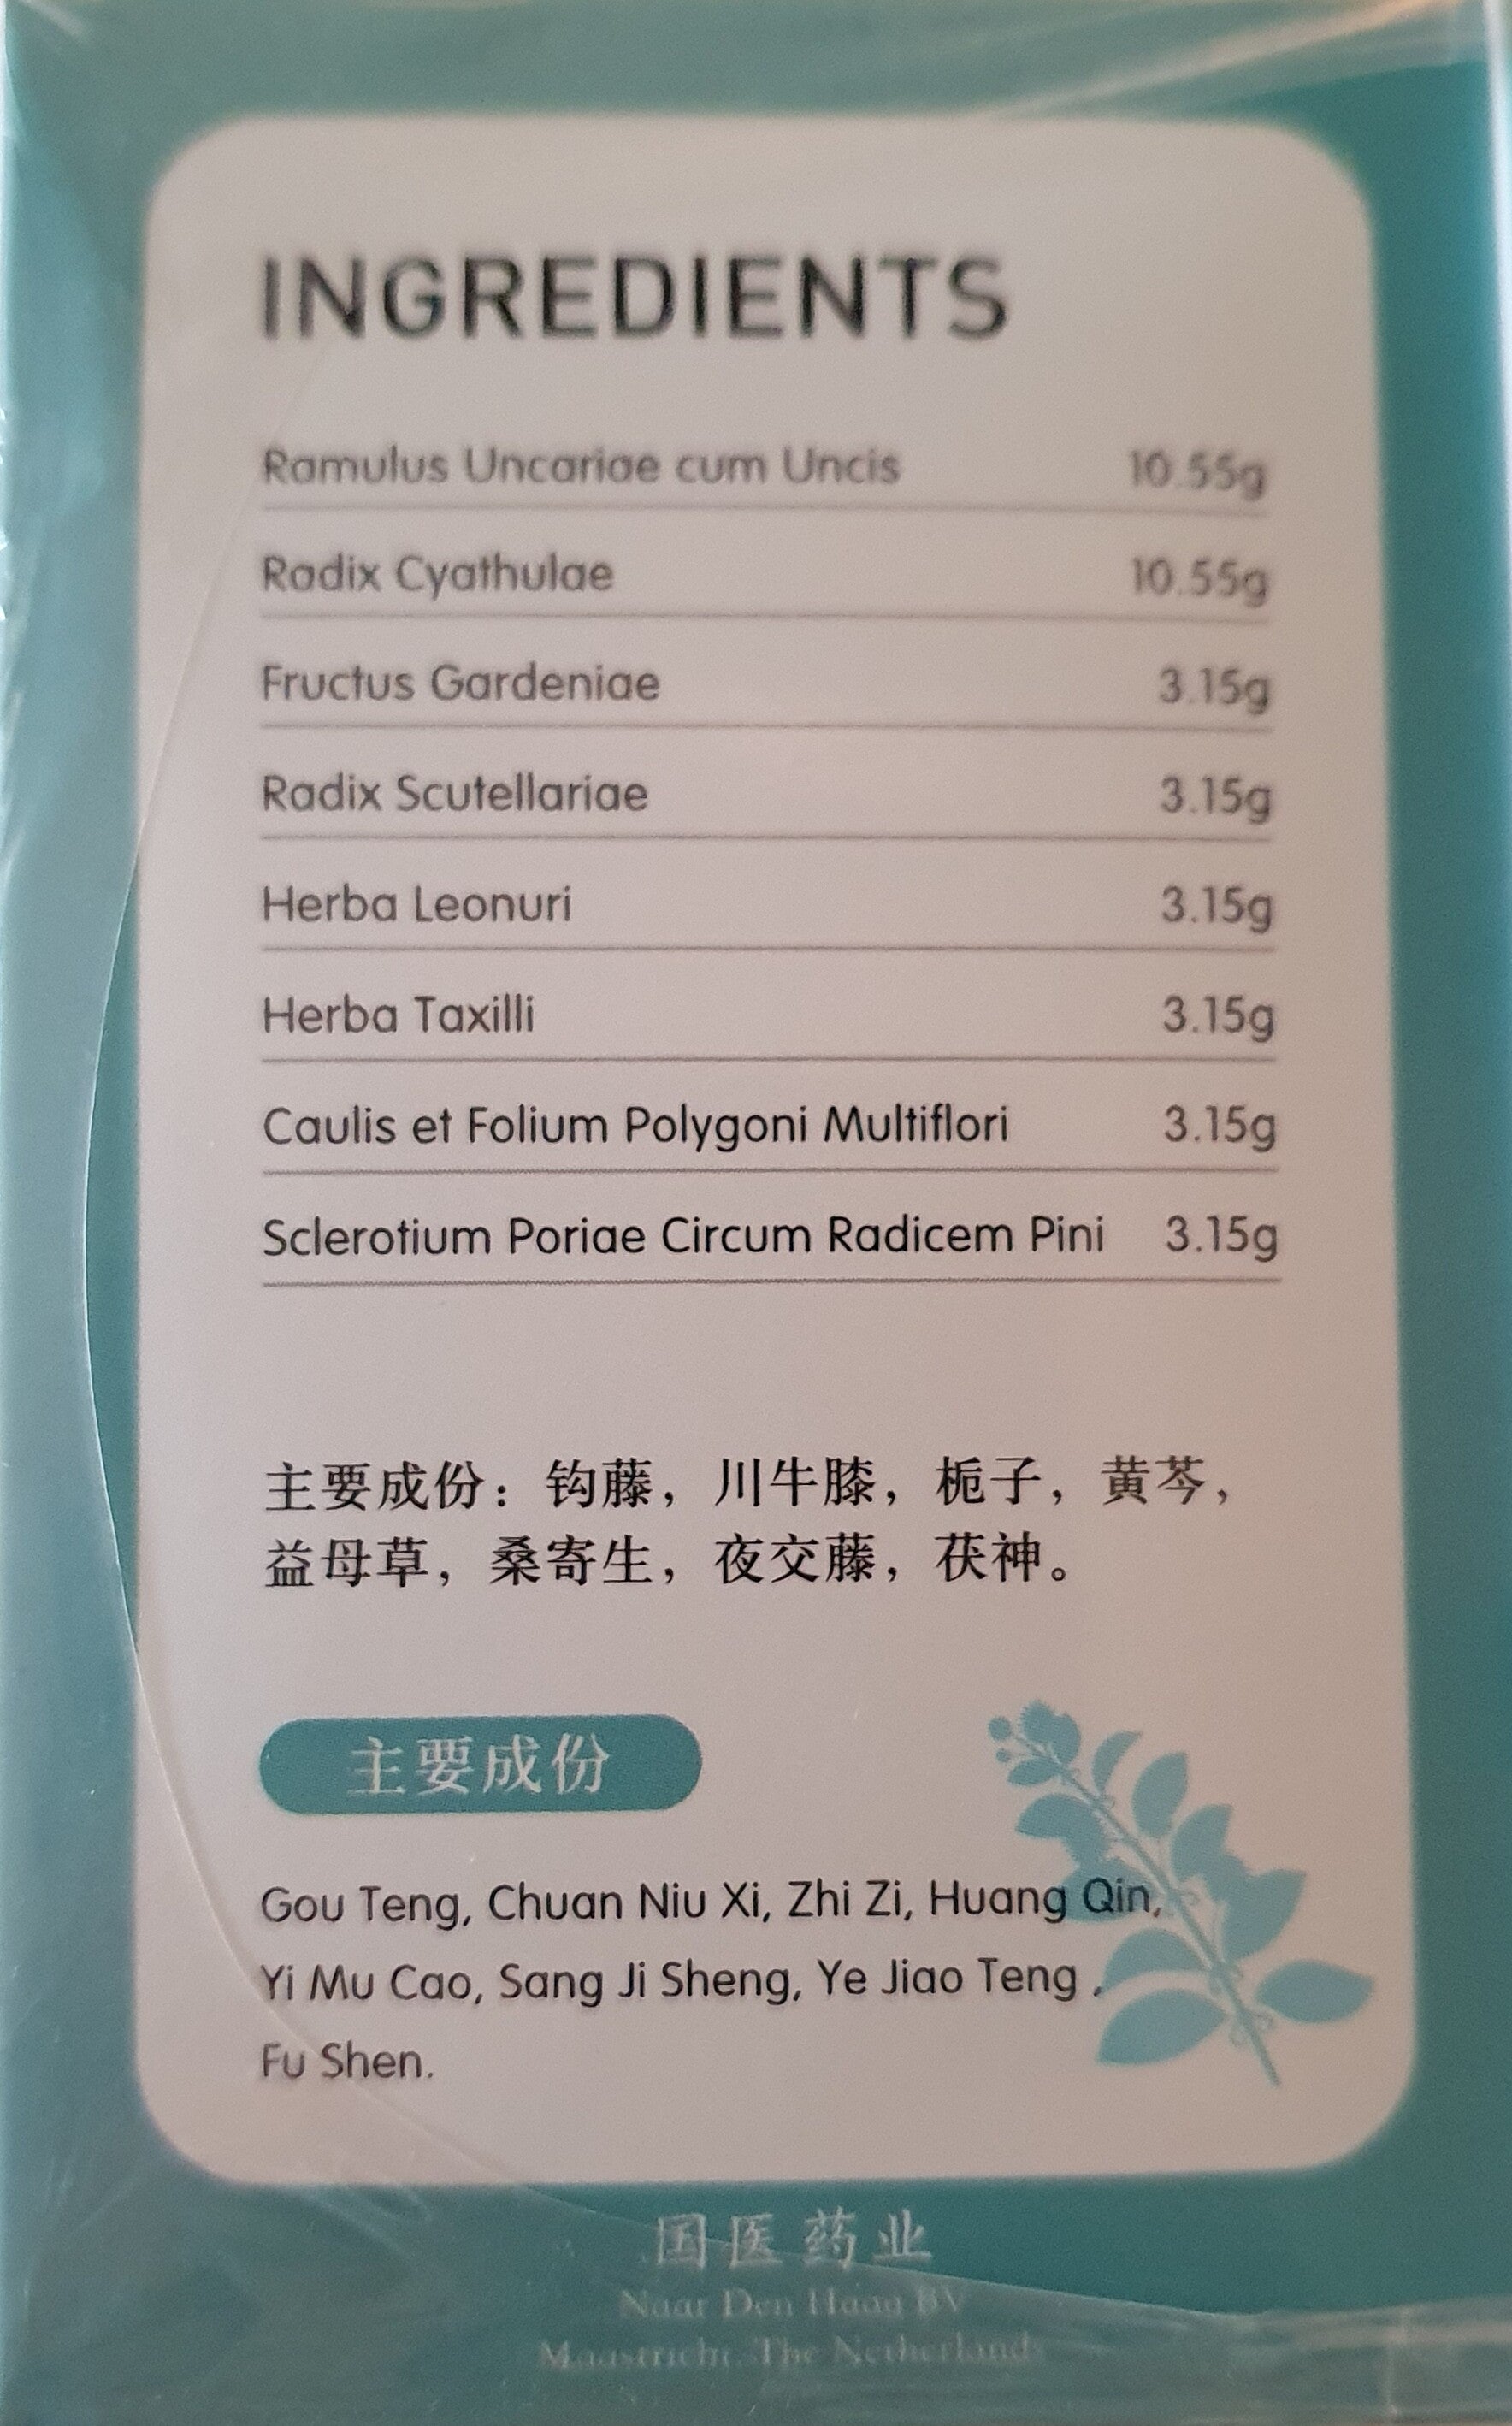 INGREDIENTS
Ramulus Uncariae cum Uncis 10.55g
Radix Cyathulae 10.55g
Fructus Gardeniae 3.15g
Radix Scutellariae 3.15g
Herba Leonuri 3.15g
Herba Taxilli 3.15g
Caulis et Folium Polygoni Multiflori 3.15g
Sclerotium Poriae Circum Radicem Pini 3.15g
主要成份：钩藤，川牛膝，栀子，黄芩，
益母草，桑寄生，夜交藤，茯神。
主要成份
Gou Teng, Chuan Niu Xi, Zhi Zi, Huang Qin,
Yi Mu Cao, Sang Ji Sheng, Ye Jiao Teng ,
Fu Shen.
国医药业
Naar Den Haag BV
Maastricht. The Netherlands